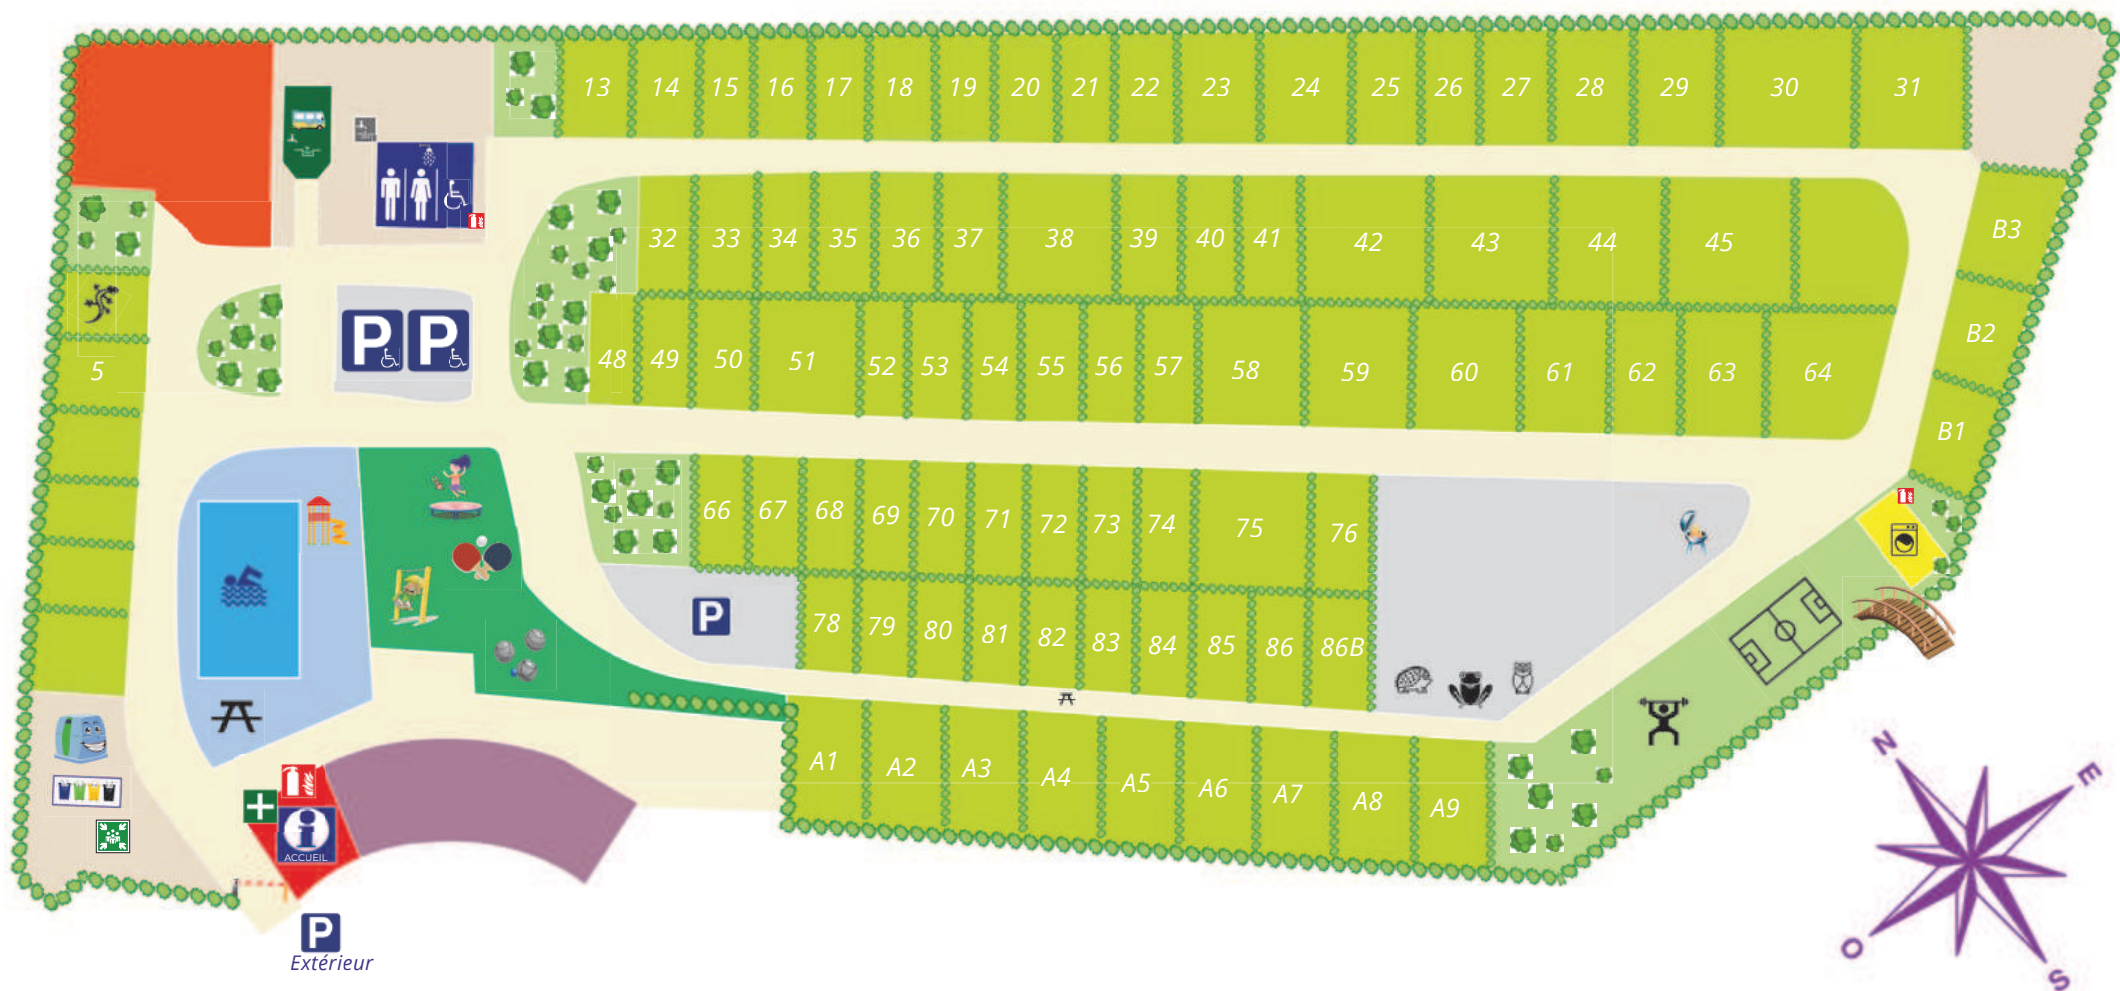 13 14 15 16 17 18 19 20 21 22 23 24 25 26 27 28 29 30 31
32 33 34 35 36 37 38 39 40 41 42 43 44 45
B3
B2
B1
P P
5
48 49 50 51 52 53 54 55 56 57 58 59 60 61 62 63 64
66 67 68 69 70 71 72 73 74 75 76
P
78 79 80 81 82 83 84 85 86 86B
A1 A2 A3 A4 A5 A6 A7 A8 A9
i
ACCUEIL
P
Extérieur
N
E
O
S